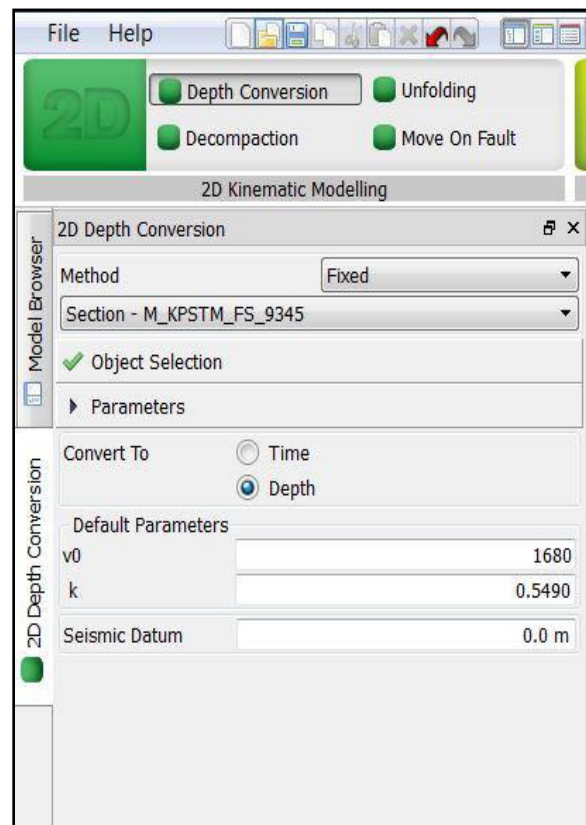 File Help
2D
Depth Conversion Unfolding
Decompaction Move On Fault
2D Kinematic Modelling
Model Browser
2D Depth Conversion
2D Depth Conversion
Method Fixed
Section - M_KPSTM_FS_9345
Object Selection
Parameters
Convert To Time
Depth
Default Parameters
v0 1680
k 0.5490
Seismic Datum 0.0 m